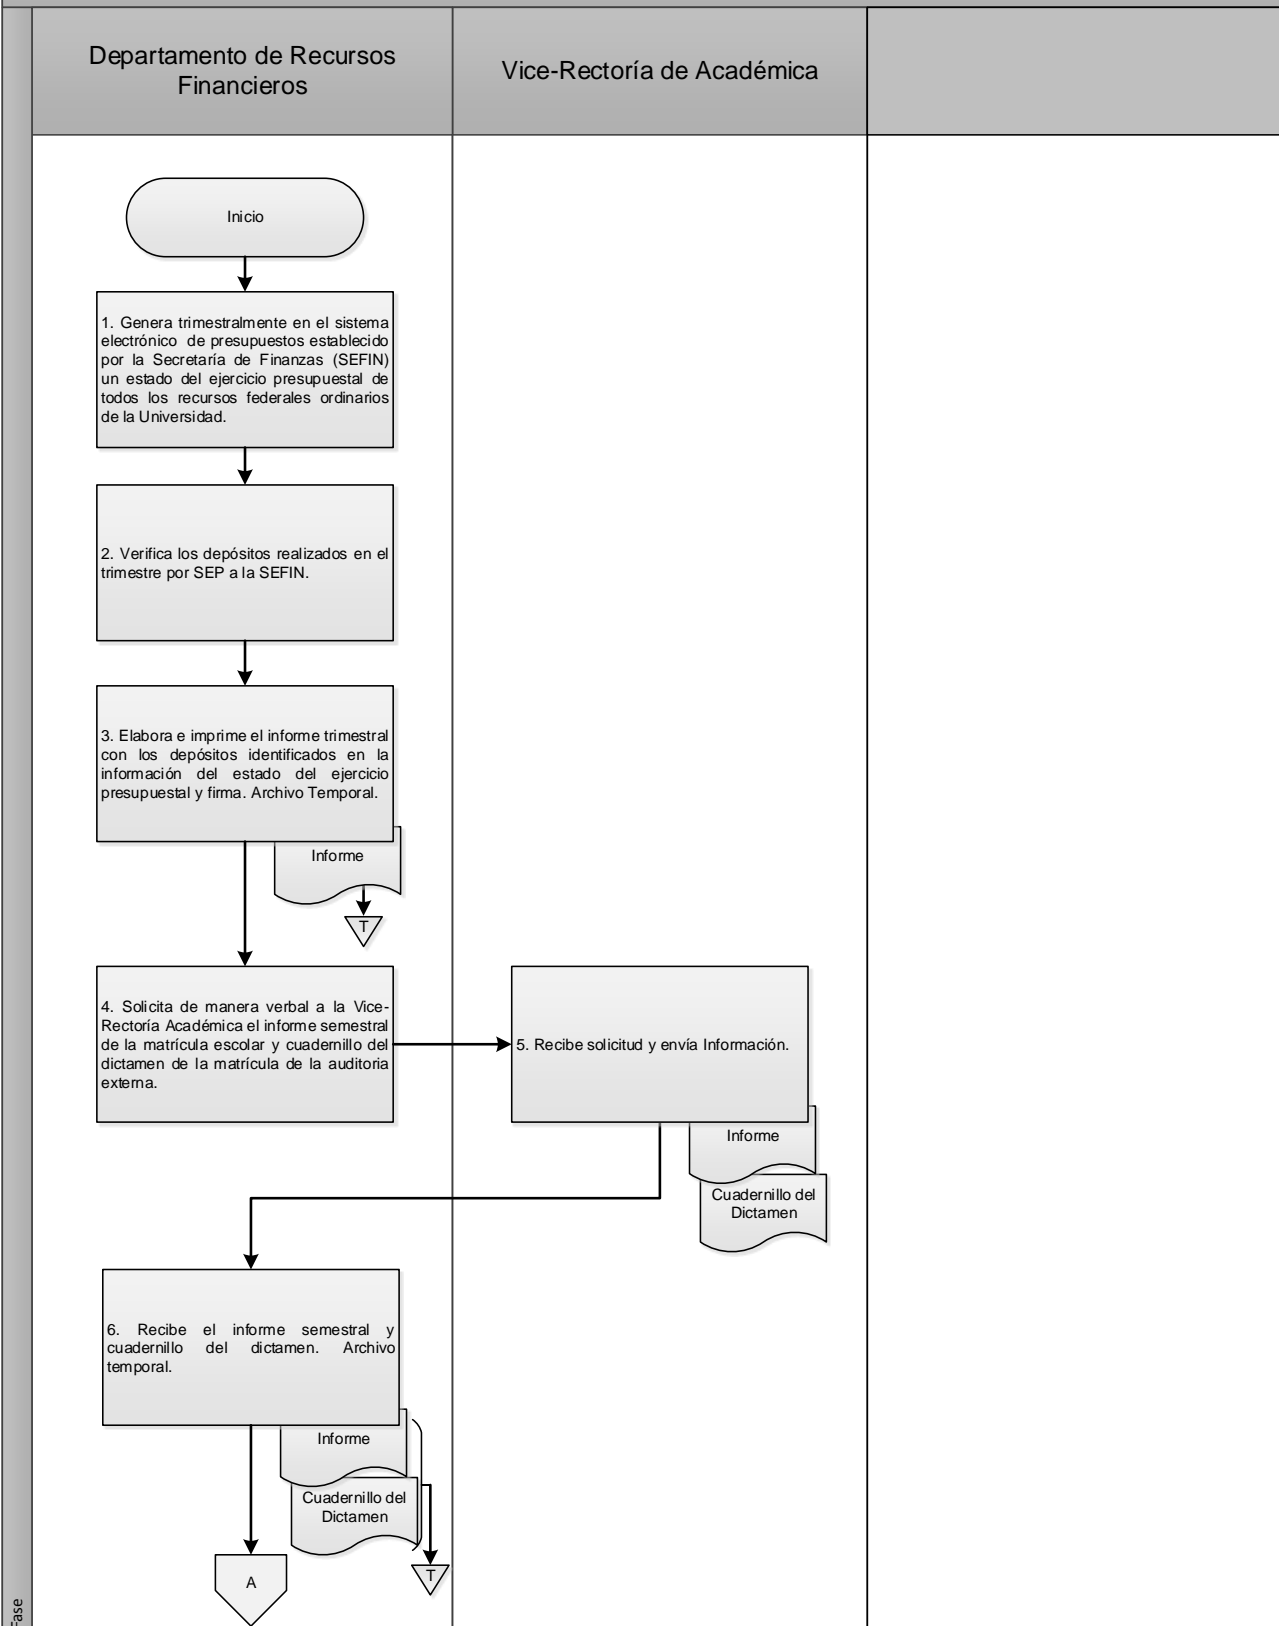 Departamento de Recursos
Financieros
Vice-Rectoría de Académica
Inicio
1. Genera trimestralmente en el sistema
electrónico de presupuestos establecido
por la Secretaría de Finanzas (SEFIN)
un estado del ejercicio presupuestal de
todos los recursos federales ordinarios
de la Universidad.
2. Verifica los depósitos realizados en el
trimestre por SEP a la SEFIN.
3. Elabora e imprime el informe trimestral
con los depósitos identificados en la
información del estado del ejercicio
presupuestal y firma. Archivo Temporal.
Informe
T
4. Solicita de manera verbal a la Vice-
Rectoría Académica el informe semestral
de la matrícula escolar y cuadernillo del
dictamen de la matrícula de la auditoria
externa.
5. Recibe solicitud y envía Información.
Informe
Cuadernillo del
Dictamen
6. Recibe el informe semestral y
cuadernillo del dictamen. Archivo
temporal.
Informe
Cuadernillo del
Dictamen
T
A
Fase